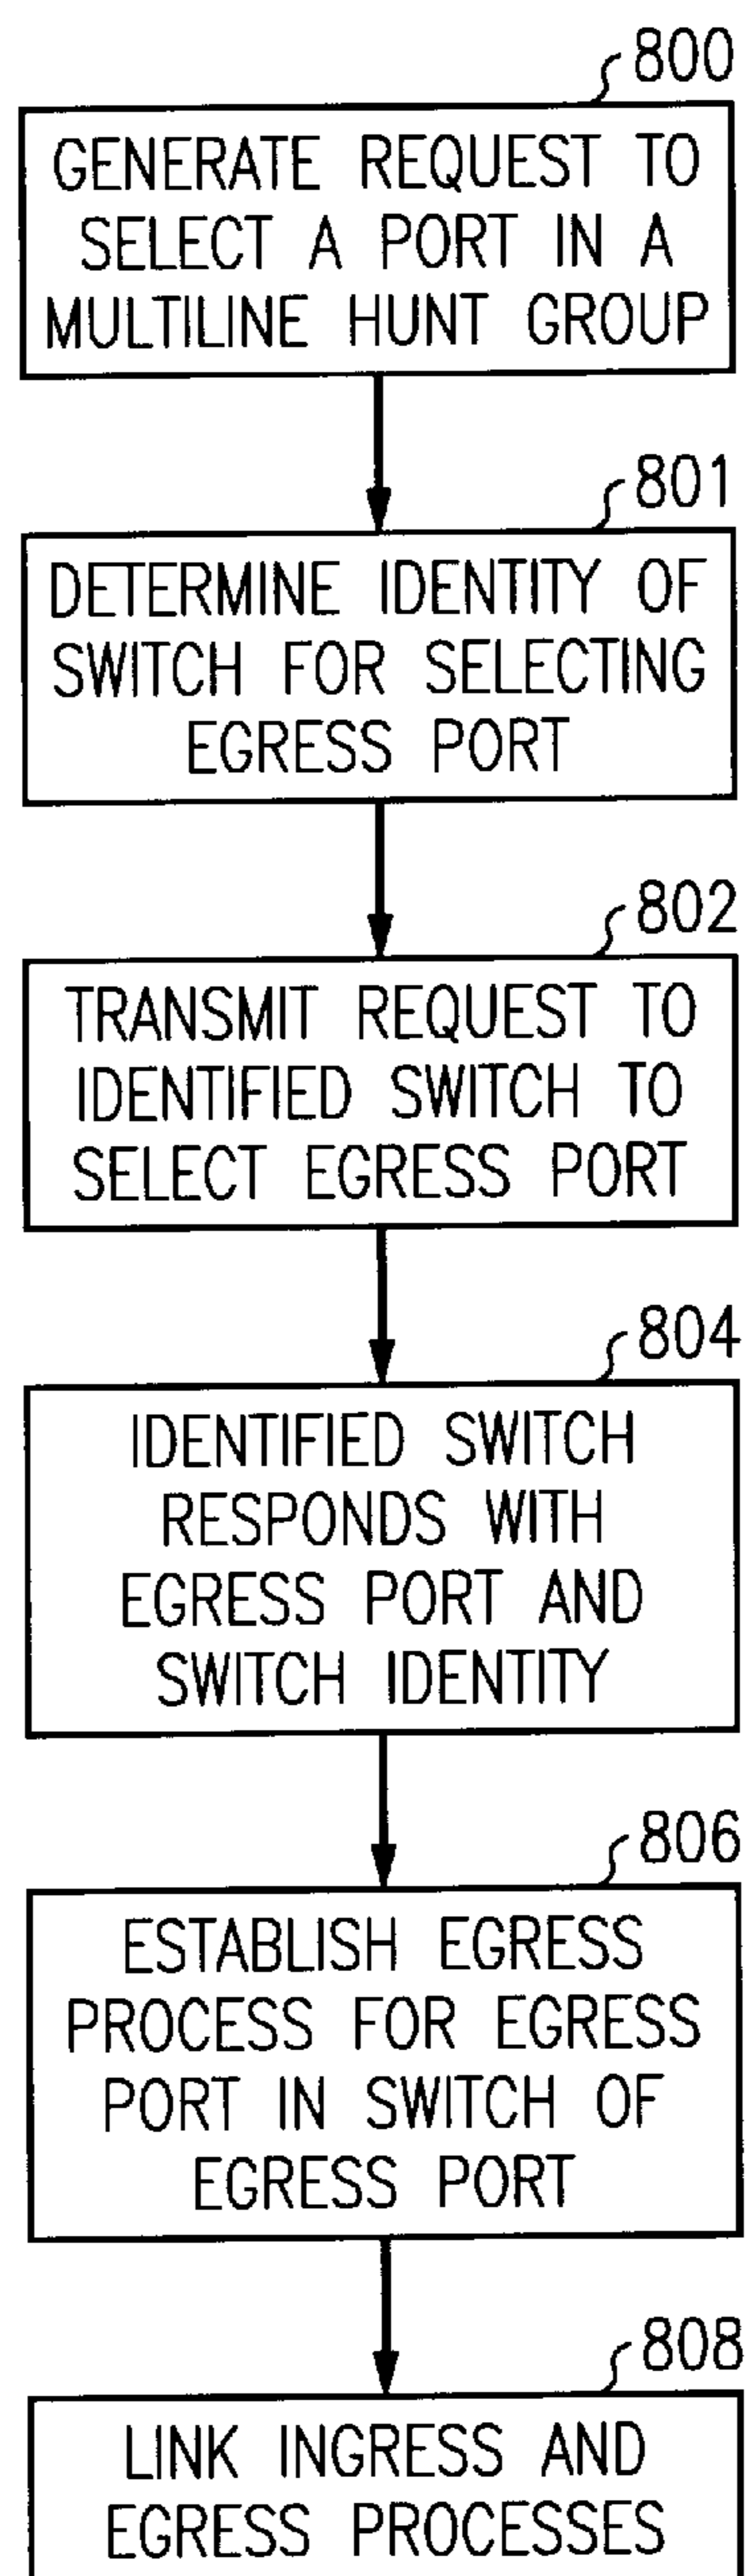 800
GENERATE REQUEST TO
SELECT A PORT IN A
MULTILINE HUNT GROUP
801
DETERMINE IDENTITY OF
SWITCH FOR SELECTING
EGRESS PORT
802
TRANSMIT REQUEST TO
IDENTIFIED SWITCH TO
SELECT EGRESS PORT
804
IDENTIFIED SWITCH
RESPONDS WITH
EGRESS PORT AND
SWITCH IDENTITY
806
ESTABLISH EGRESS
PROCESS FOR EGRESS
PORT IN SWITCH OF
EGRESS PORT
808
LINK INGRESS AND
EGRESS PROCESSES